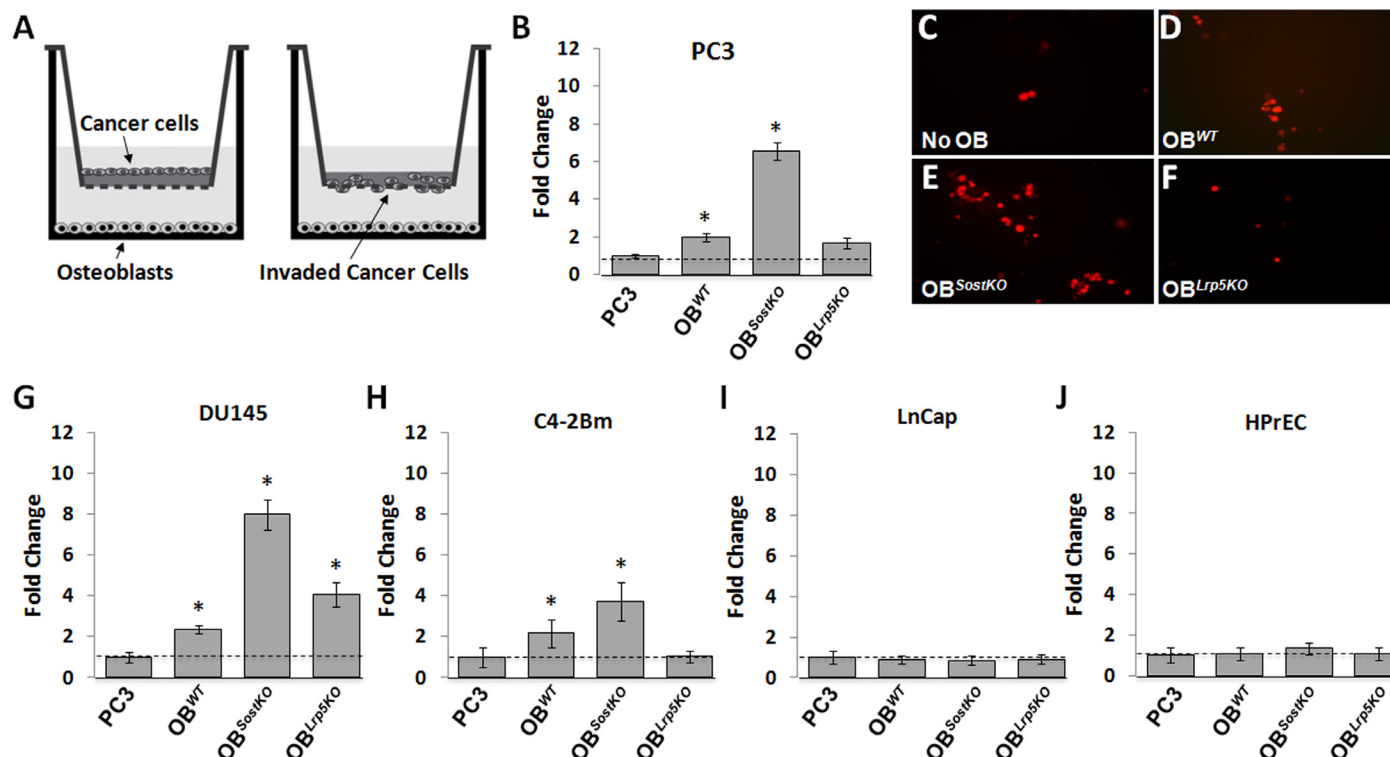 A
Cancer cells
Osteoblasts
Invaded Cancer Cells
B
PC3
Fold Change
12
10
8
6
4
2
0
*
*
PC3
OBWT
OBSostKO
OBLrp5KO
C
No OB
D
OBWT
E
OBSostKO
F
OBLrp5KO
G
DU145
Fold Change
12
10
8
6
4
2
0
*
*
*
PC3
OBWT
OBSostKO
OBLrp5KO
H
C4-2Bm
Fold Change
12
10
8
6
4
2
0
*
*
PC3
OBWT
OBSostKO
OBLrp5KO
I
LnCap
Fold Change
12
10
8
6
4
2
0
PC3
OBWT
OBSostKO
OBLrp5KO
J
HPrEC
Fold Change
12
10
8
6
4
2
0
PC3
OBWT
OBSostKO
OBLrp5KO